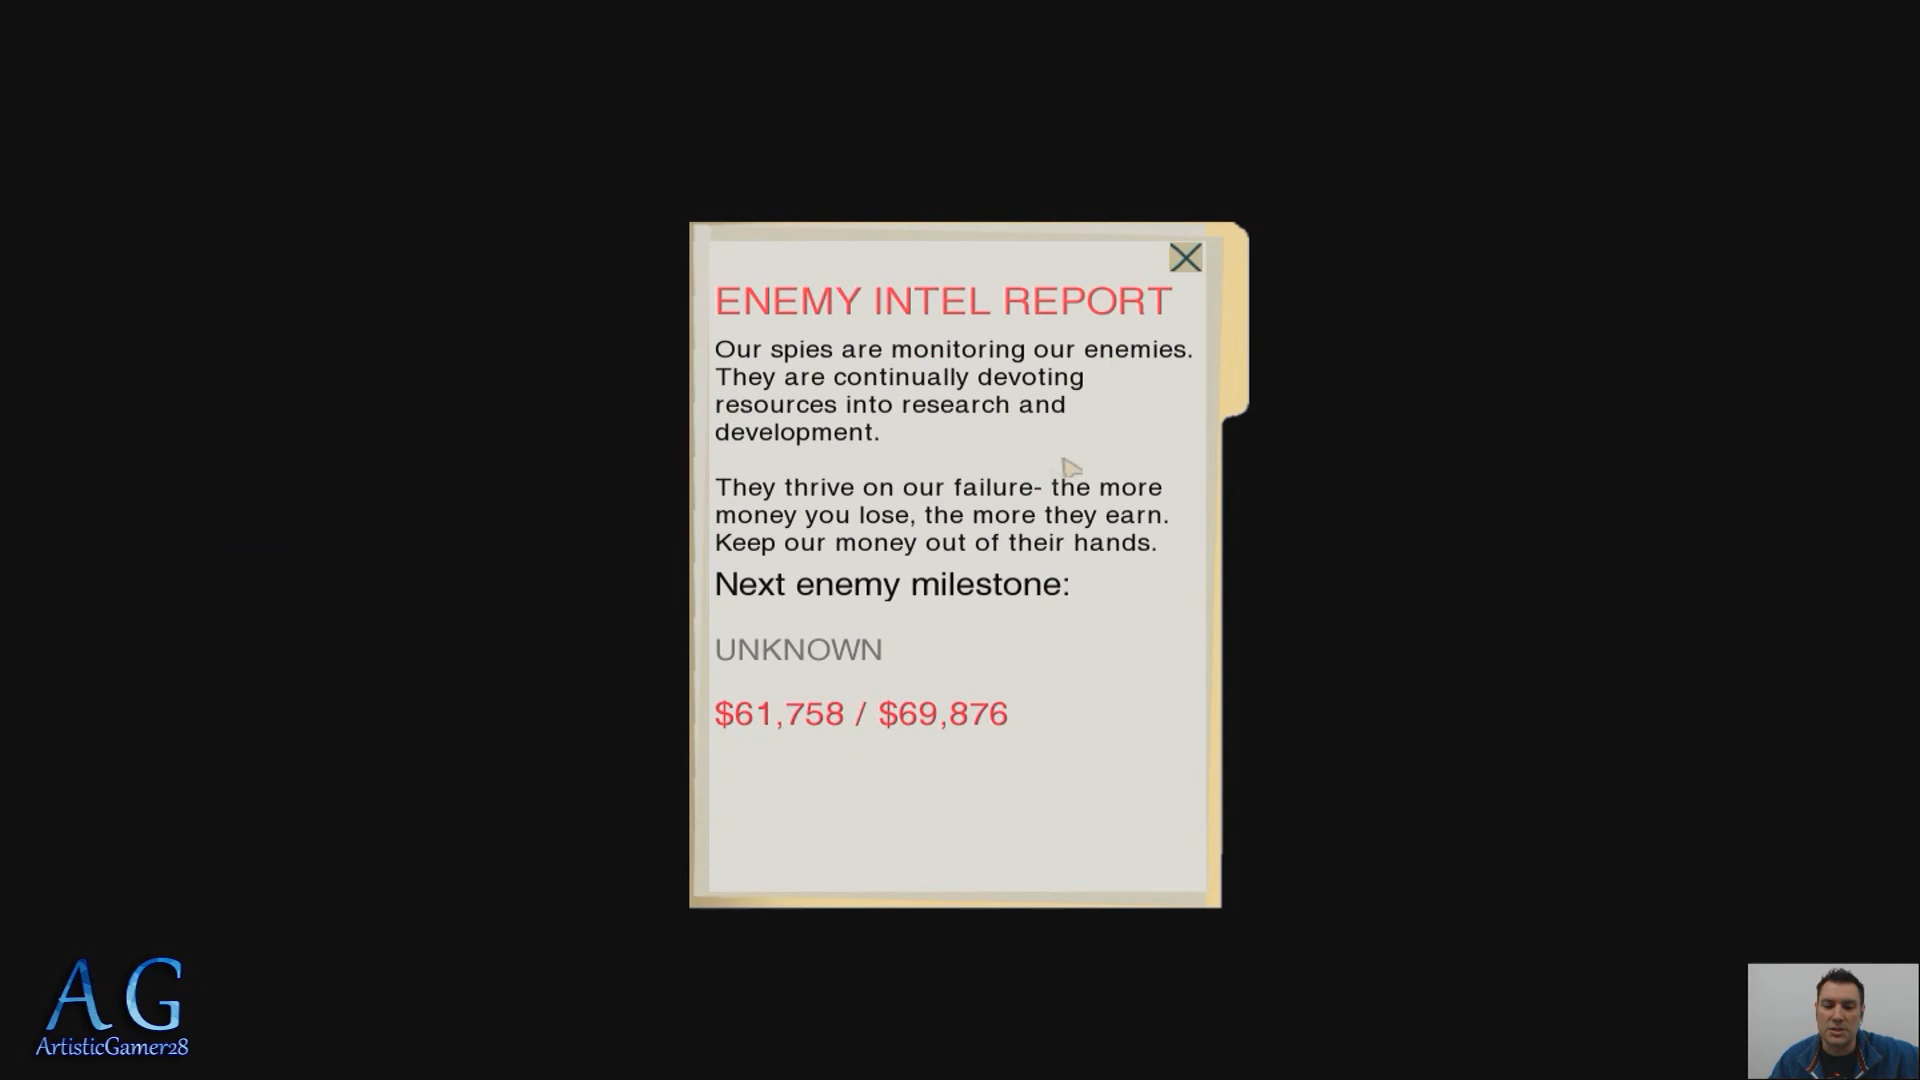 ENEMY INTEL REPORT
Our spies are monitoring our enemies.
They are continually devoting
resources into research and
development.
They thrive on our failure- the more
money you lose, the more they earn.
Keep our money out of their hands.
Next enemy milestone:
UNKNOWN
$61,758 / $69,876
AG
ArtisticGamer28